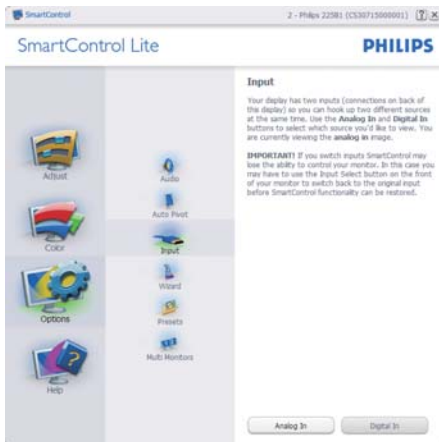 SmartControl
2 - Philips 225B1 (CS30715000001)
SmartControl Lite
PHILIPS
Adjust
Color
Options
Help
Audio
Auto Pivot
Input
Wizard
Presets
Multi Monitors
Input
Your display has two inputs (connections on back of
this display) so you can hook up two different sources
at the same time. Use the Analog In and Digital In
buttons to select which source you'd like to view. You
are currently viewing the analog in image.
IMPORTANT! If you switch inputs SmartControl may
lose the ability to control your monitor. In this case you
may have to use the Input Select button on the front
of your monitor to switch back to the original input
before SmartControl functionality can be restored.
Analog In
Digital In